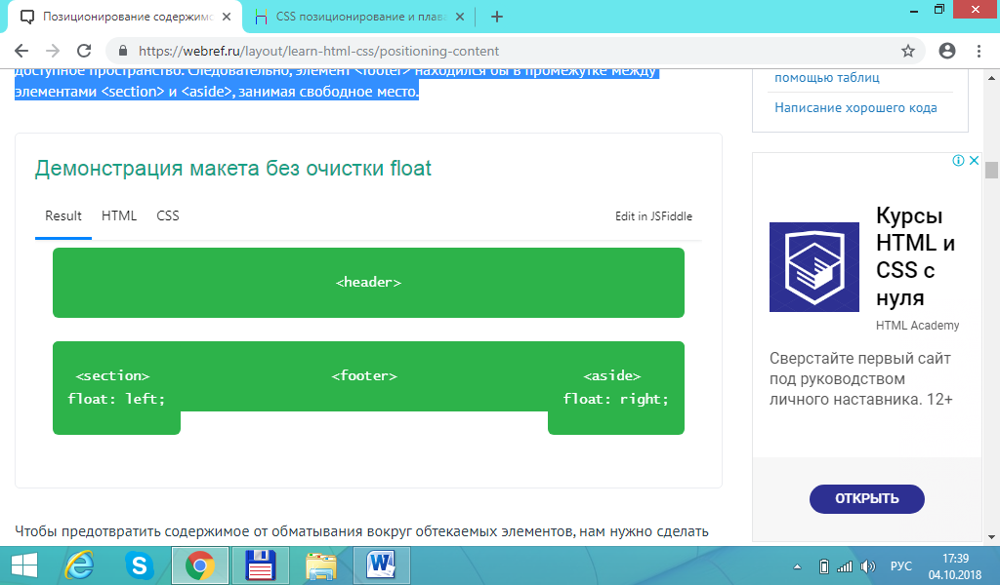 Позиционирование содержимо
CSS позиционирование и плава
https://webref.ru/layout/learn-html-css/positioning-content
доступное пространство. Следовательно, элемент <footer> находился бы в промежутке между
элементами <section> и <aside>, занимая свободное место.
Демонстрация макета без очистки float
Result HTML CSS Edit in JSFiddle
<header>
<section> <footer> <aside>
float: left; float: right;
Чтобы предотвратить содержимое от обматывания вокруг обтекаемых элементов, нам нужно сделать
помощью таблиц
Написание хорошего кода
Курсы
HTML и
CSS с
нуля
HTML Academy
Сверстайте первый сайт
под руководством
личного наставника. 12+
ОТКРЫТЬ
РУС
17:39
04.10.2018